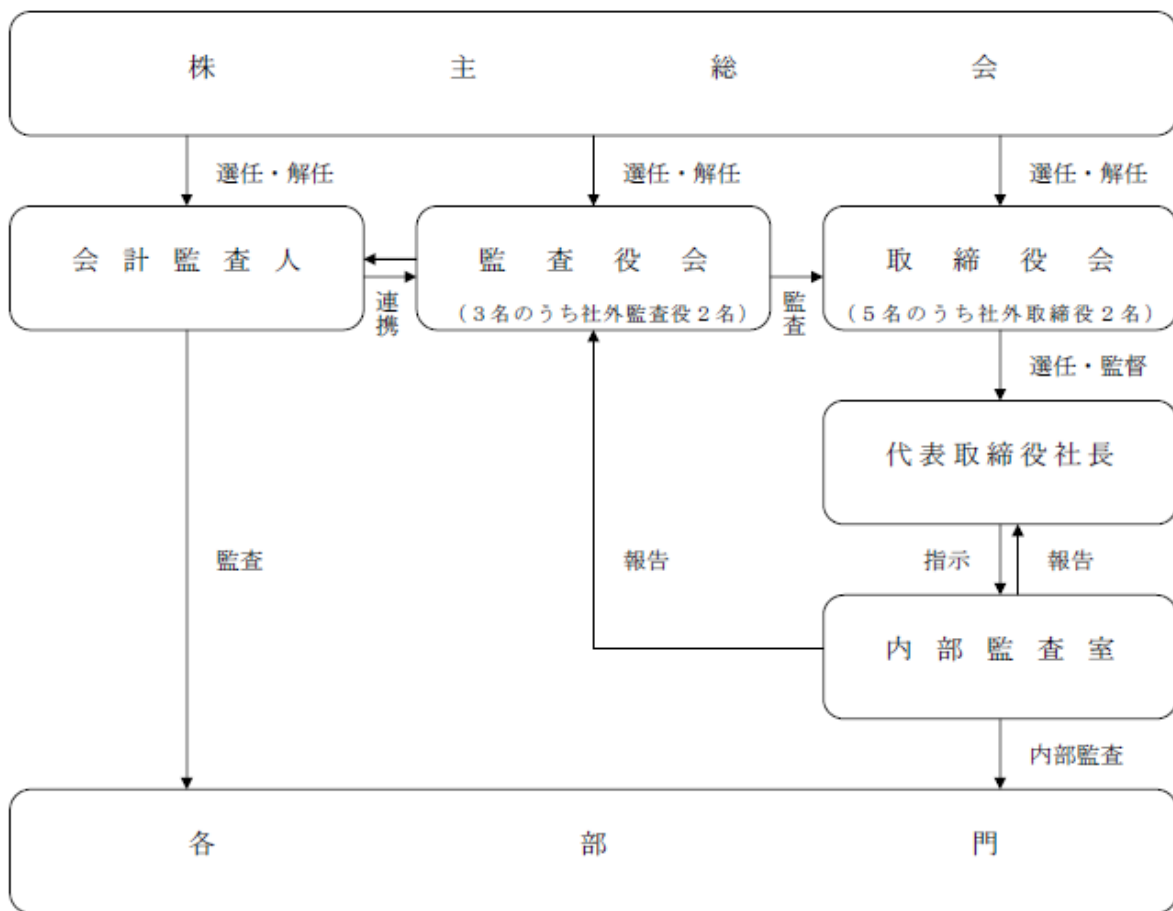 株主総会
選任・解任
選任・解任
選任・解任
会計監査人
監査役会
(3名のうち社外監査役2名)
取締役会
(5名のうち社外取締役2名)
連携
監査
選任・監督
代表取締役社長
監査
報告
指示
報告
内部監査室
内部監査
各部門